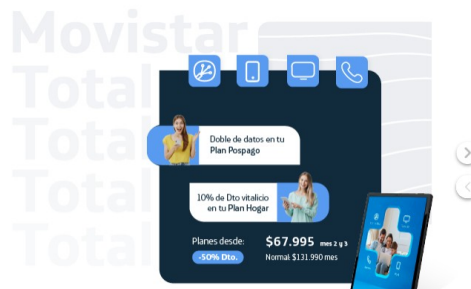 Movistar
Total
Total
Total
Total
Doble de datos en tu
Plan Pospago
10% de Dto vitalicio
en tu Plan Hogar
Planes desde:
$67.995 mes 2 y 3
-50% Dto.
Normal: $131.990 mes